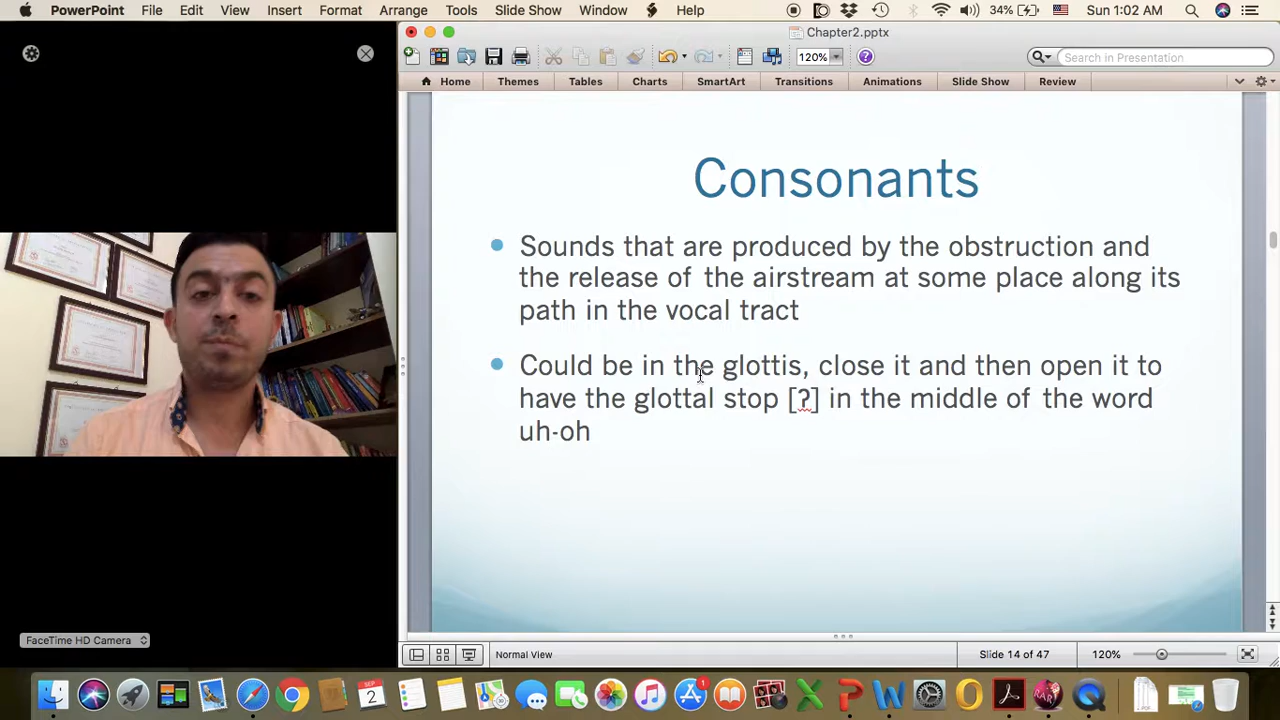 PowerPoint File Edit View Insert Format Arrange Tools Slide Show Window Help 34% Sun 1:02 AM
Chapter2.pptx
120% Search in Presentation
Home Themes Tables Charts SmartArt Transitions Animations Slide Show Review
Consonants
Sounds that are produced by the obstruction and
the release of the airstream at some place along its
path in the vocal tract
Could be in the glottis, close it and then open it to
have the glottal stop [?] in the middle of the word
uh-oh
FaceTime HD Camera
Normal View Slide 14 of 47 120%
SEP
2
1